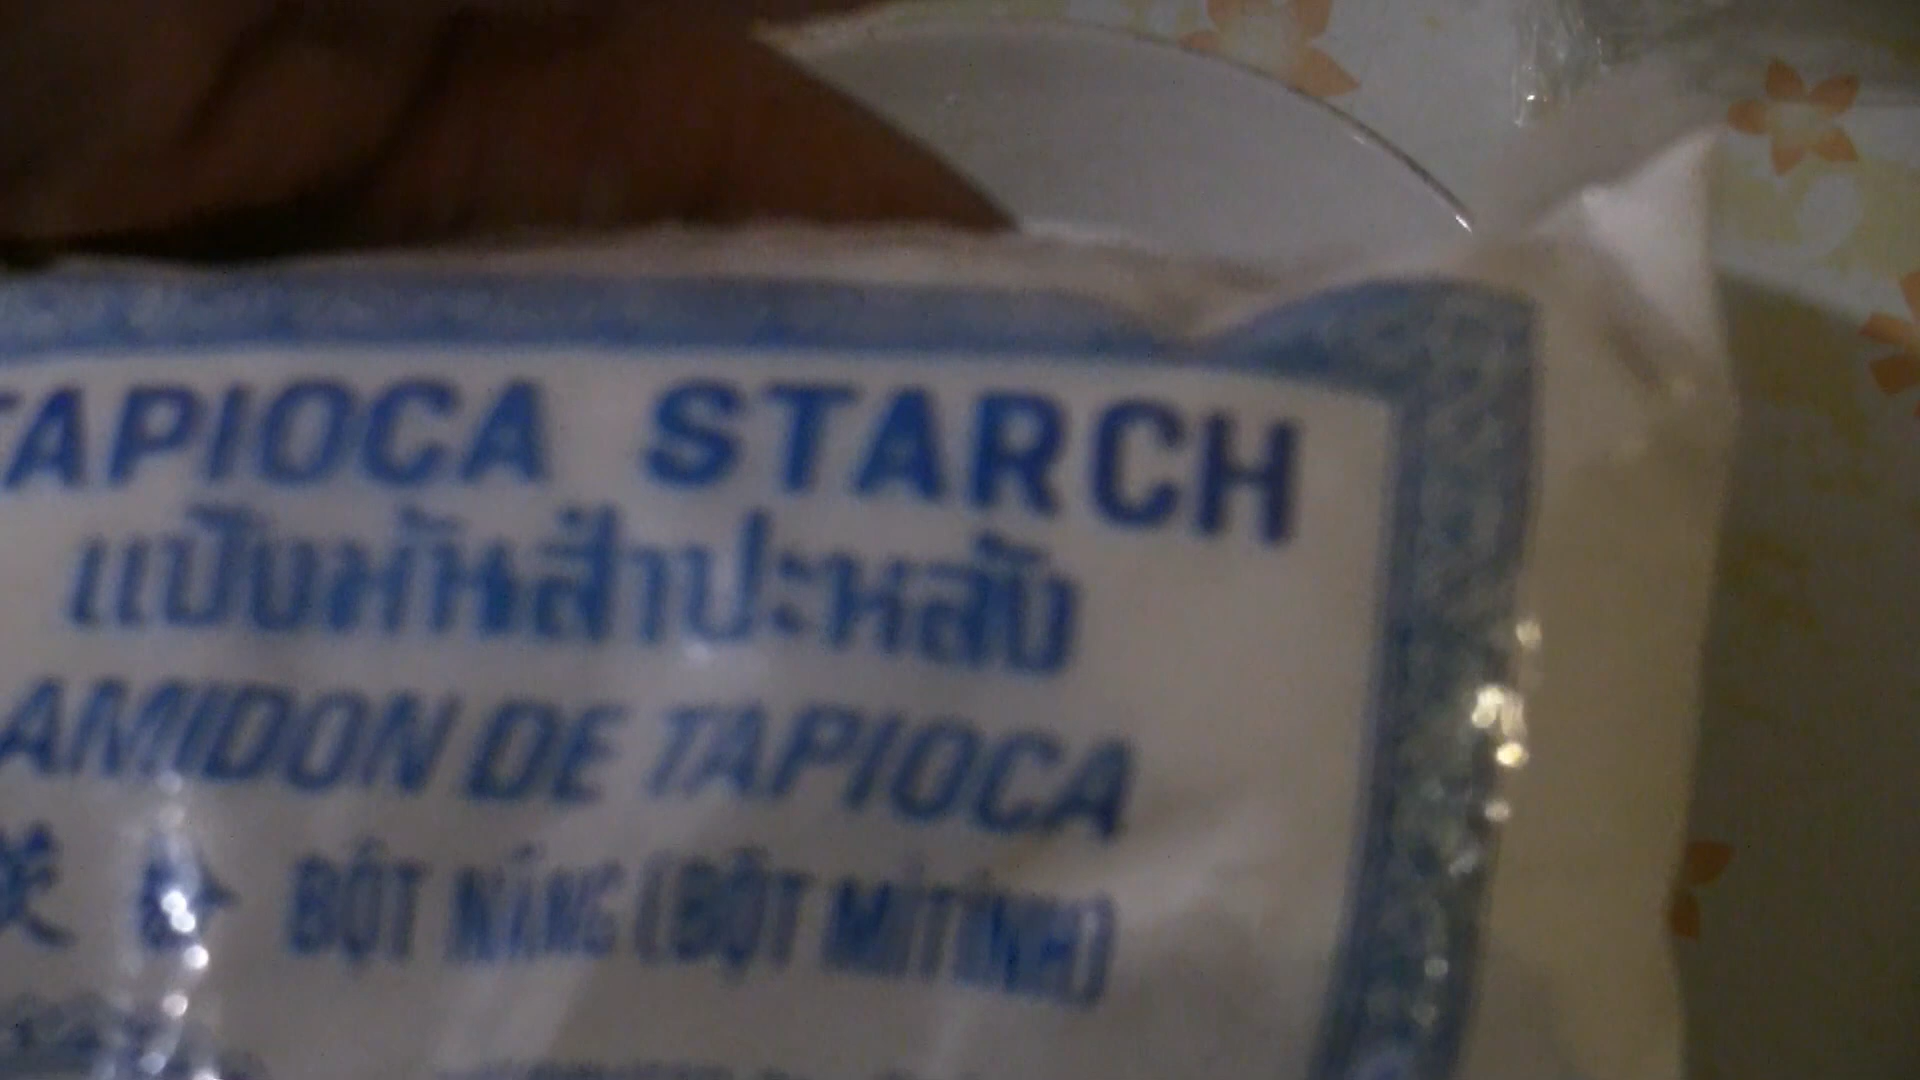 TAPIOCA STARCH
แป้งมันสำปะหลัง
AMIDON DE TAPIOCA
粉 BỘT NĂNG (BỘT MÌ TINH)